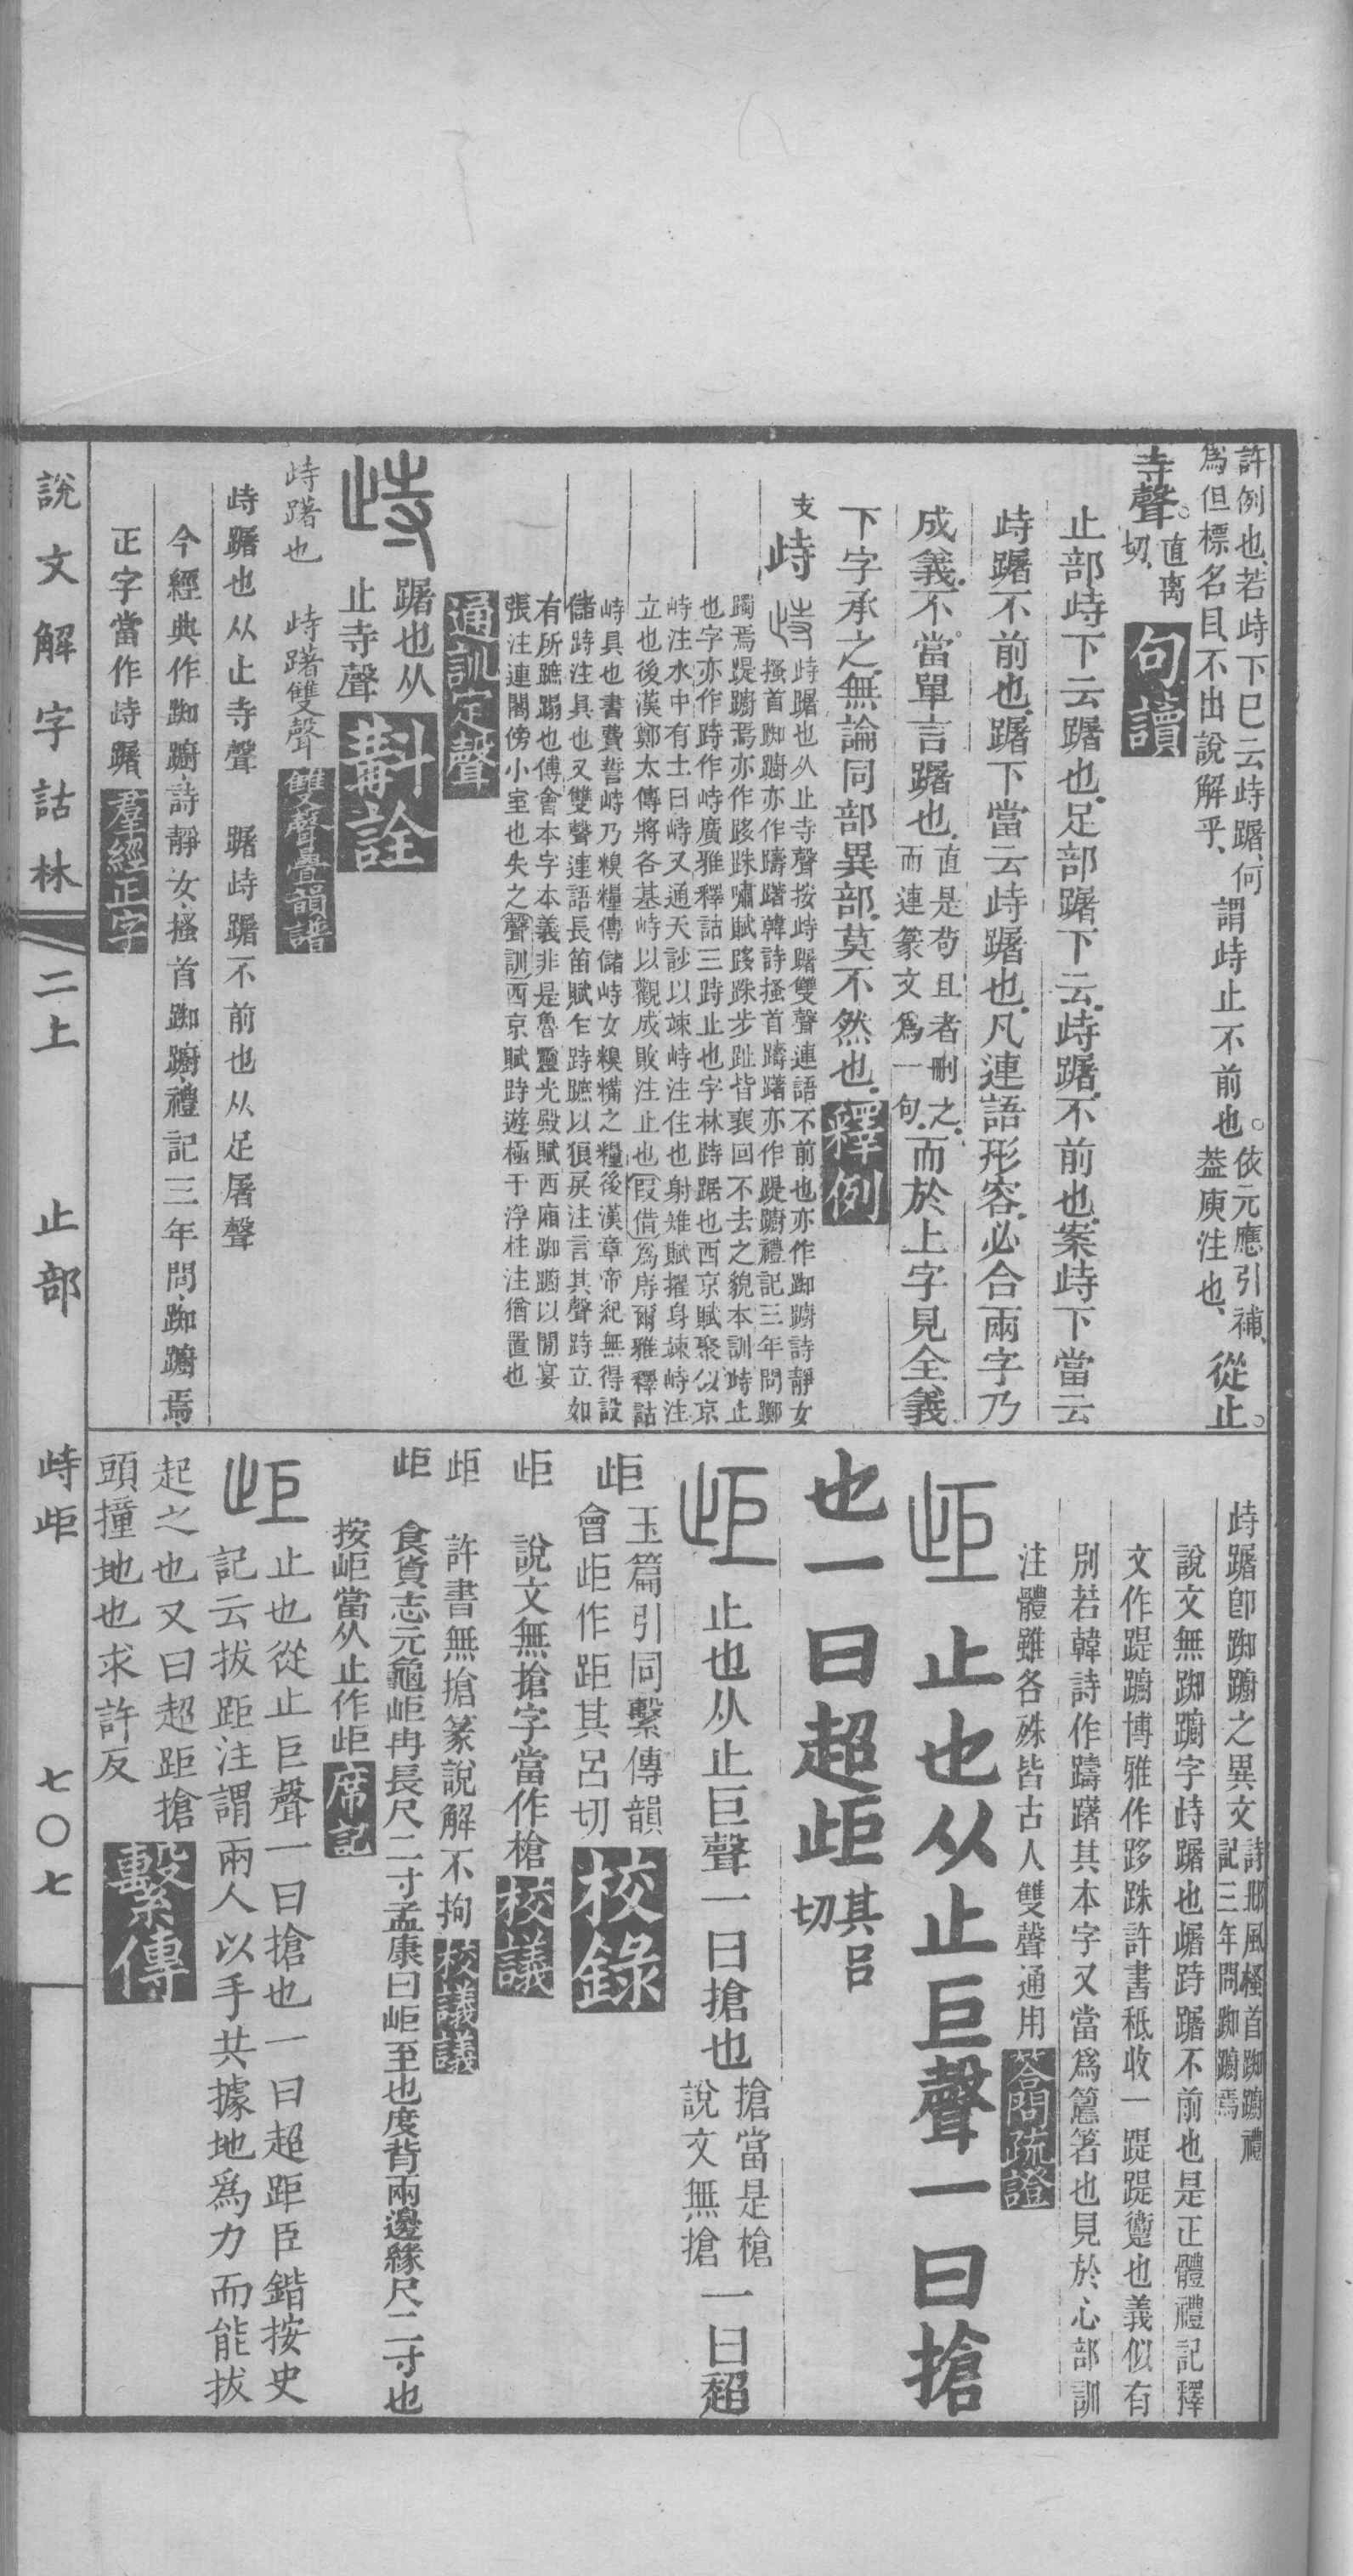 許例也、若峙下已云峙䠧、何
爲但標名目、不出說解乎、
謂峙止不前也。
依元應引補、
葢庾注也、
從止。
寺聲。
直离
切、
句讀
止部峙下云䠧也足部䠧下云峙䠧不前也案峙下當云
峙䠧不前也䠧下當云峙䠧也凡連語形容必合兩字乃
成義不當單言䠧也
直是苟且者刪之
而連篆文爲一句
而於上字見全義
下字承之無論同部異部莫不然也
釋例
支
峙
峙䠧也从止寺聲按峙䠧雙聲連語不前也亦作踟躕詩靜女
搔首踟躕亦作躊躇韓詩搔首躊躇亦作踶躕禮記三年問躑
躅焉踶躕焉亦作跢跦嘯賦跢跦步趾皆裵回不去之貌本訓峙止
也字亦作跱作峙廣雅釋詁三跱止也字林跱踞也西京賦聚似京
峙注水中有土曰峙又通天訬以竦峙注住也射雉賦擢身竦峙注
立也後漢鄭太傳將各基峙以觀成敗注止也
叚借
爲庤爾雅釋詁
峙具也書費誓峙乃糗糧傳儲峙女糗糒之糧後漢章帝紀無得設
儲跱注具也又雙聲連語長笛賦乍跱蹠以狼戾注言其聲跱立如
有所蹠蹋也傅會本字本義非是魯靈光殿賦西廂踟躕以閒宴
張注連閣傍小室也失之
聲訓
西京賦跱遊極于浮柱注猶置也
通訓定聲
䠧也从
止寺聲
斠詮
峙躇也
峙躇雙聲
雙聲疊韻譜
峙䠧也从止寺聲
䠧峙䠧不前也从足屠聲
今經典作踟躕詩靜女搔首踟躕禮記三年問踟躕焉
正字當作峙䠧
羣經正字
峙䠧卽踟躕之異文
詩邶風搔首踟躕禮
記三年問踟躕焉
說文無踟躕字峙䠧也䠧跱䠧不前也是正體禮記釋
文作踶躕博雅作跢跦許書秪收一踶踶躛也義似有
別若韓詩作躊躇其本字又當爲𢥞箸也見於心部訓
注體雖各殊皆古人雙聲通用
答問疏證
歫
止也从止巨聲一曰搶
也一曰超歫
其呂
切
歫
止也从止巨聲一曰搶也
搶當是槍
說文無搶
一曰超
歫
玉篇引同繫傳韻
會歫作距其呂切
校錄
歫
說文無搶字當作槍
校議
歫
許書無搶篆說解不拘
校議議
歫
食貨志元龜歫冉長尺二寸孟康曰歫至也度背兩邊緣尺二寸也
按歫當从止作歫
席記
歫
止也從止巨聲一曰搶也一曰超距臣鍇按史
記云拔距注謂兩人以手共據地爲力而能拔
起之也又曰超距搶
頭撞地也求許反
繫傳
說文解字詁林
二上
止部
峙歫
七〇七